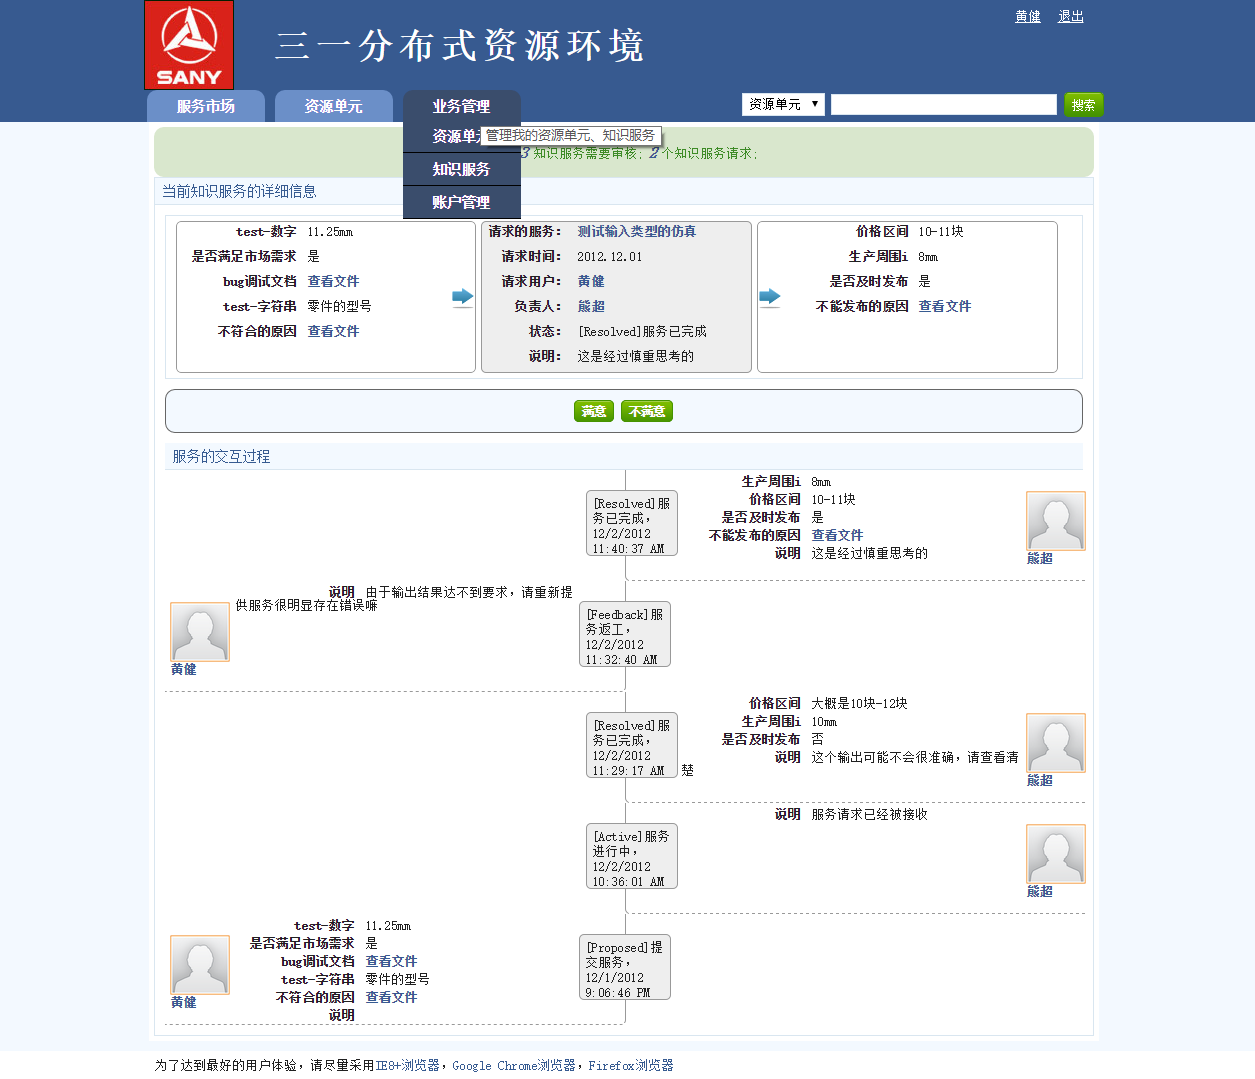 黄健 退出
SANY
三一分布式资源环境
服务市场 资源单元 业务管理
资源单元 ▼ 搜索
资源单
管理我的资源单元、知识服务
3 知识服务需要审核; 2 个知识服务请求;
知识服务
账户管理
当前知识服务的详细信息
test-数字 11.25mm
是否满足市场需求 是
bug调试文档 查看文件
test-字符串 零件的型号
不符合的原因 查看文件
请求的服务: 测试输入类型的仿真
请求时间: 2012.12.01
请求用户: 黄健
负责人: 熊超
状态: [Resolved]服务已完成
说明: 这是经过慎重思考的
价格区间 10-11块
生产周围i 8mm
是否及时发布 是
不能发布的原因 查看文件
满意 不满意
服务的交互过程
[Resolved]服
务已完成,
12/2/2012
11:40:37 AM
生产周围i 8mm
价格区间 10-11块
是否及时发布 是
不能发布的原因 查看文件
说明 这是经过慎重思考的
熊超
说明 由于输出结果达不到要求，请重新提
供服务很明显存在错误嘛
黄健
[Feedback]服
务返工,
12/2/2012
11:32:40 AM
[Resolved]服
务已完成,
12/2/2012
11:29:17 AM
价格区间 大概是10块-12块
生产周围i 10mm
是否及时发布 否
说明 这个输出可能不会很准确，请查看清
楚
熊超
[Active]服务
进行中,
12/2/2012
10:36:01 AM
说明 服务请求已经被接收
熊超
test-数字 11.25mm
是否满足市场需求 是
bug调试文档 查看文件
test-字符串 零件的型号
不符合的原因 查看文件
说明
黄健
[Proposed]提
交服务,
12/1/2012
9:06:46 PM
为了达到最好的用户体验，请尽量采用IE8+浏览器，Google Chrome浏览器，Firefox浏览器